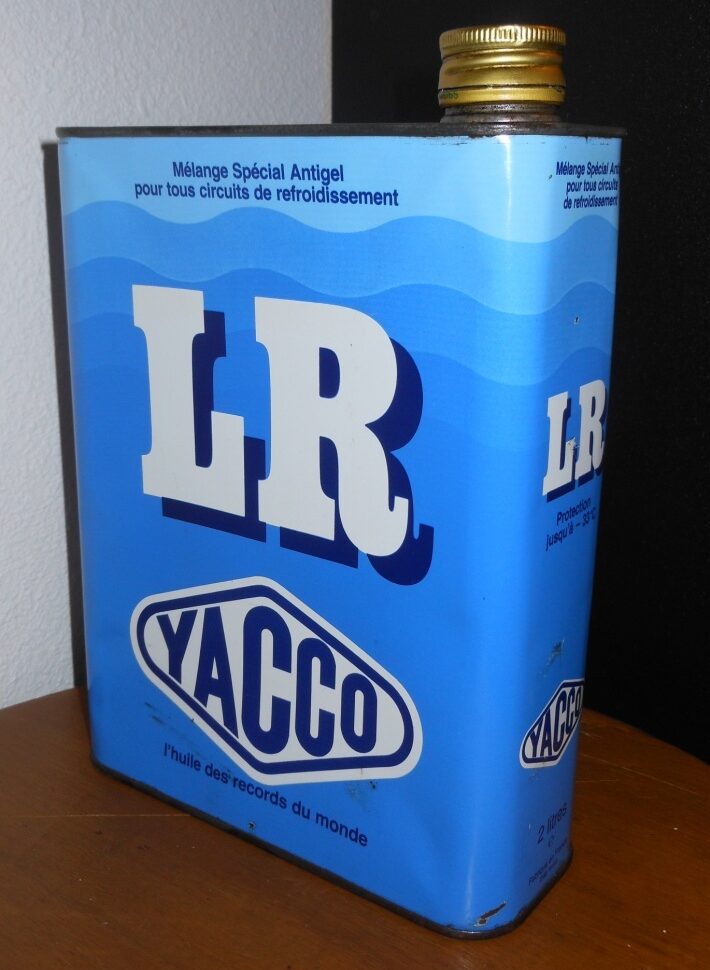 Mélange Spécial Antigel
pour tous circuits de refroidissement
LR
YACCO
l'huile des records du monde
Mélange Spécial
pour tous circuits
de refroidissement
LR
Protection
jusqu'à – 33°C
YACCO
2 litres